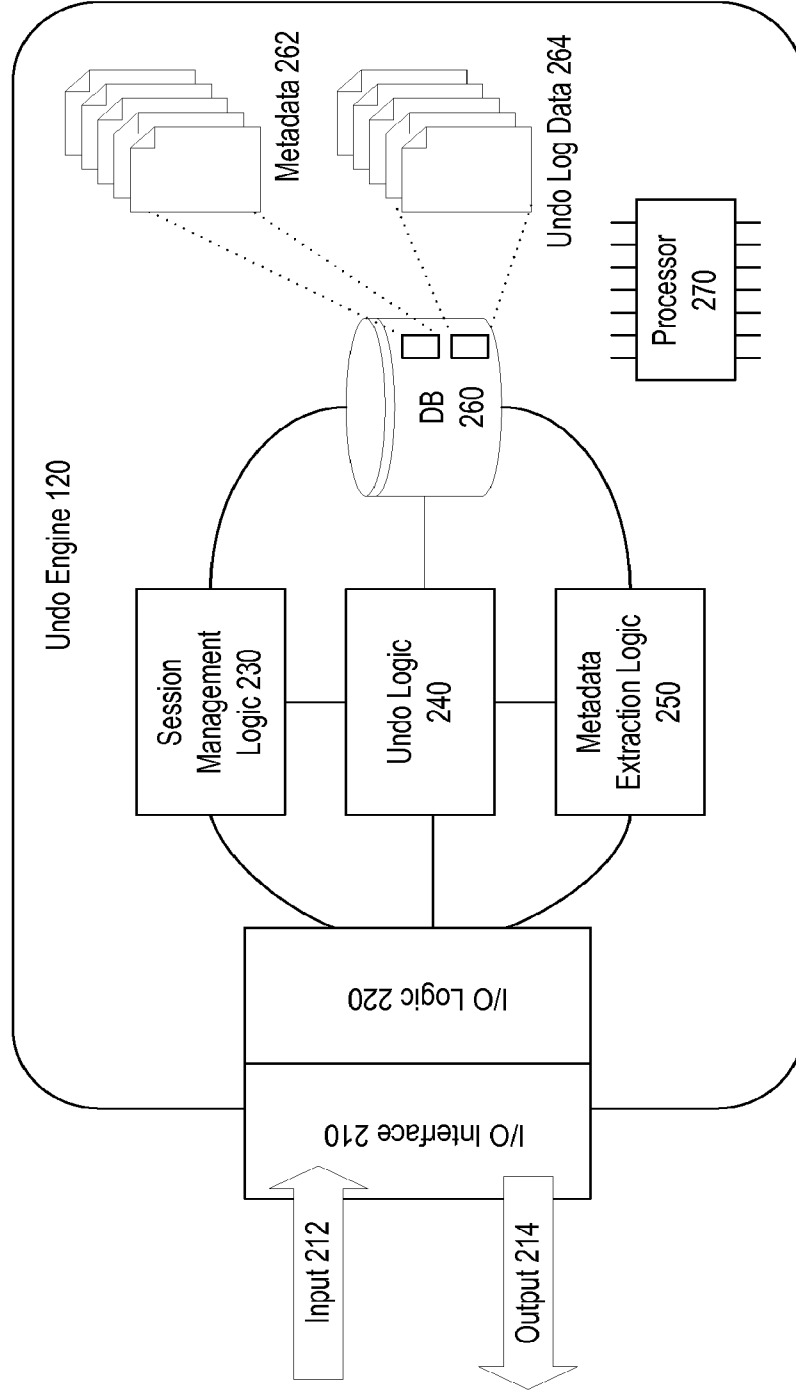 Undo Engine 120
Input 212
Output 214
I/O Interface 210
I/O Logic 220
Session
Management
Logic 230
Undo Logic
240
Metadata
Extraction Logic
250
DB
260
Metadata 262
Undo Log Data 264
Processor
270